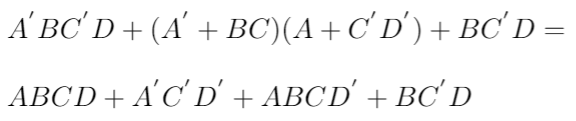 A'BC'D + (A' + BC)(A + C'D') + BC'D =
ABCD + A'C'D' + ABCD' + BC'D